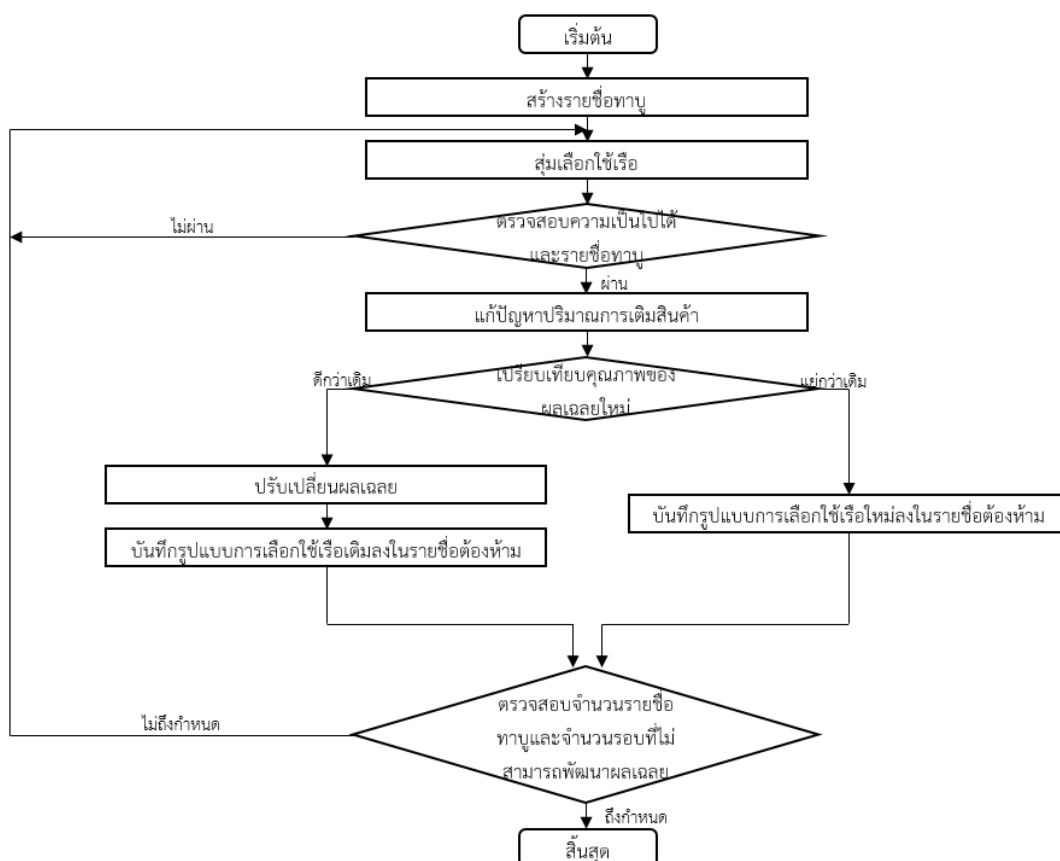 เริ่มต้น
สร้างรายชื่อทาบู
สุ่มเลือกใช้เรือ
ไม่ผ่าน
ตรวจสอบความเป็นไปได้
และรายชื่อทาบู
ผ่าน
แก้ปัญหาปริมาณการเติมสินค้า
ดีกว่าเดิม
เปรียบเทียบคุณภาพของ
ผลเฉลยใหม่
แย่กว่าเดิม
ปรับเปลี่ยนผลเฉลย
บันทึกรูปแบบการเลือกใช้เรือใหม่ลงในรายชื่อต้องห้าม
บันทึกรูปแบบการเลือกใช้เรือเดิมลงในรายชื่อต้องห้าม
ไม่ถึงกำหนด
ตรวจสอบจำนวนรายชื่อ
ทาบูและจำนวนรอบที่ไม่
สามารถพัฒนาผลเฉลย
ถึงกำหนด
สิ้นสุด